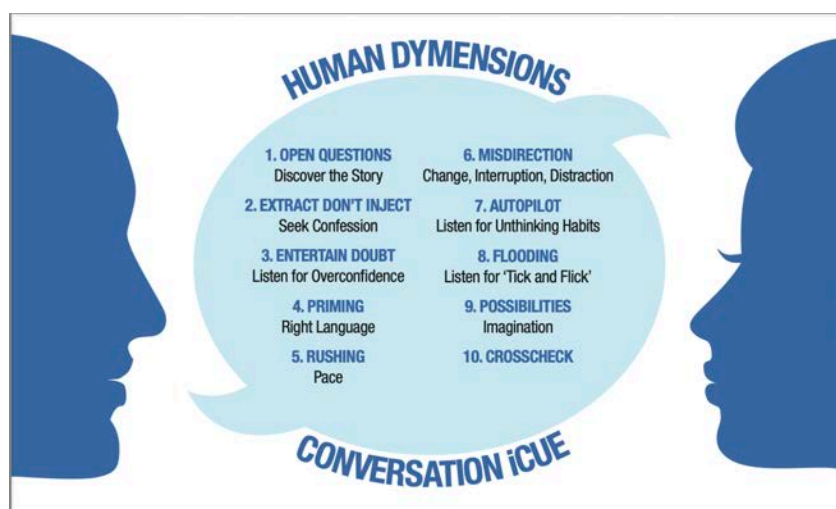 HUMAN DYMENSIONS
1. OPEN QUESTIONS
Discover the Story
2. EXTRACT DON'T INJECT
Seek Confession
3. ENTERTAIN DOUBT
Listen for Overconfidence
4. PRIMING
Right Language
5. RUSHING
Pace
6. MISDIRECTION
Change, Interruption, Distraction
7. AUTOPILOT
Listen for Unthinking Habits
8. FLOODING
Listen for 'Tick and Flick'
9. POSSIBILITIES
Imagination
10. CROSSCHECK
CONVERSATION iCUE